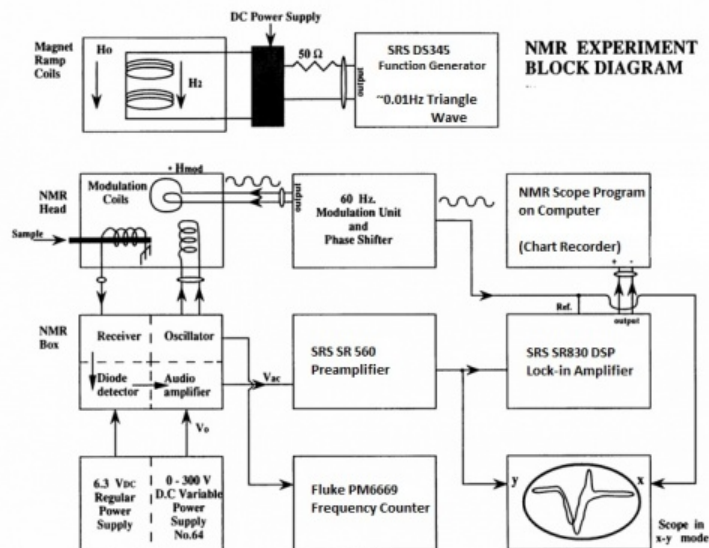 DC Power Supply
Magnet
Ramp
Coils
Ho
H2
50 Ω
output
SRS DS345
Function Generator
~0.01Hz Triangle
Wave
NMR EXPERIMENT
BLOCK DIAGRAM
NMR
Head
Modulation
Coils
Hmod
Sample
output
60 Hz.
Modulation Unit
and
Phase Shifter
NMR Scope Program
on Computer
(Chart Recorder)
+ -
Ref.
output
NMR
Box
Receiver
Oscillator
Diode
detector
Audio
amplifier
Vac
SRS SR 560
Preamplifier
SRS SR830 DSP
Lock-in Amplifier
Vo
6.3 VDC
Regular
Power
Supply
0 - 300 V
D.C Variable
Power
Supply
No.64
Fluke PM6669
Frequency Counter
y
x
Scope in
x-y mode